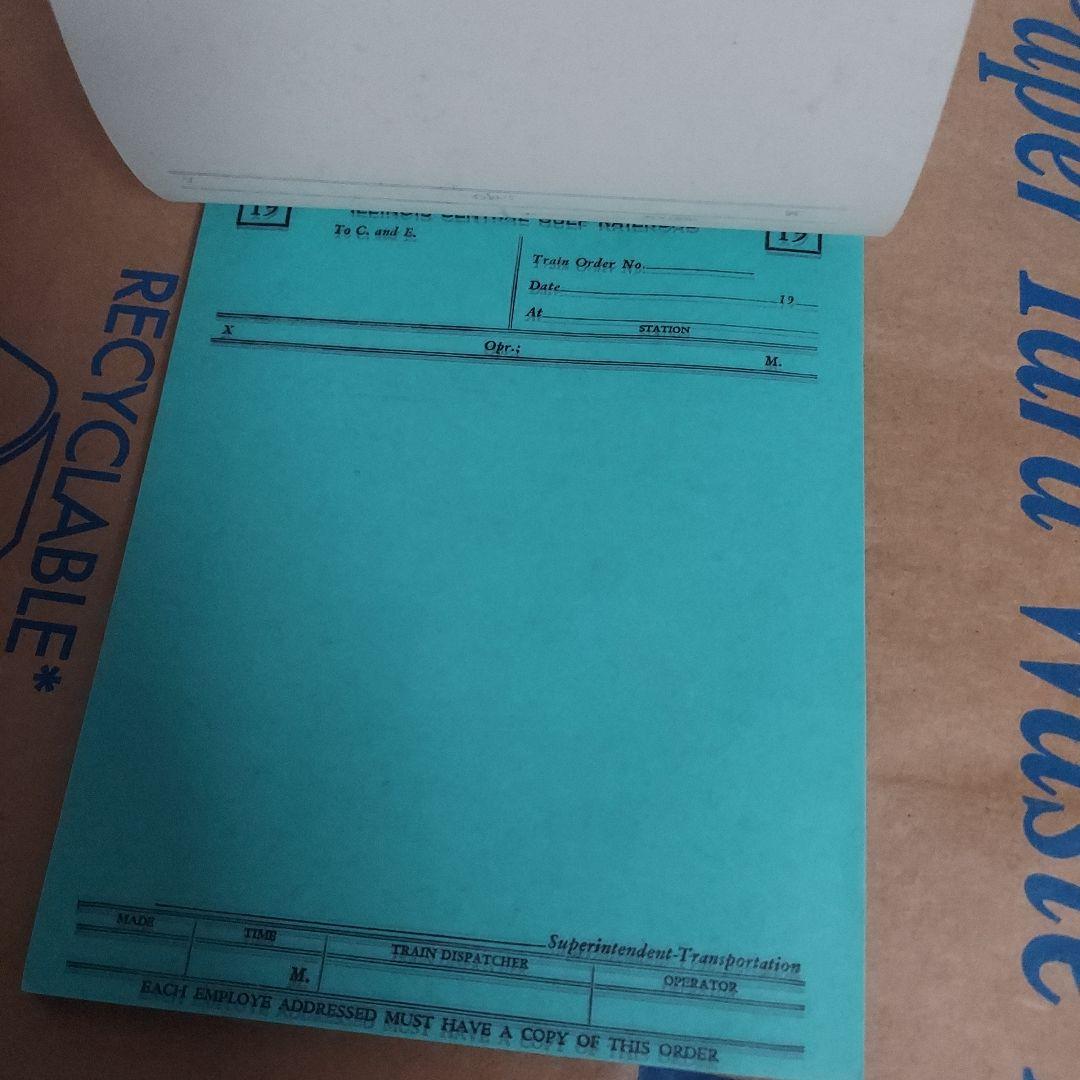 19 ILLINOIS CENTRAL GULF RAILROAD 19
To C. and E.
Train Order No.
Date 19
At
STATION
X Opr.; M.
Superintendent-Transportation
MADE TIME TRAIN DISPATCHER OPERATOR
M.
EACH EMPLOYE ADDRESSED MUST HAVE A COPY OF THIS ORDER
RECYCLABLE*